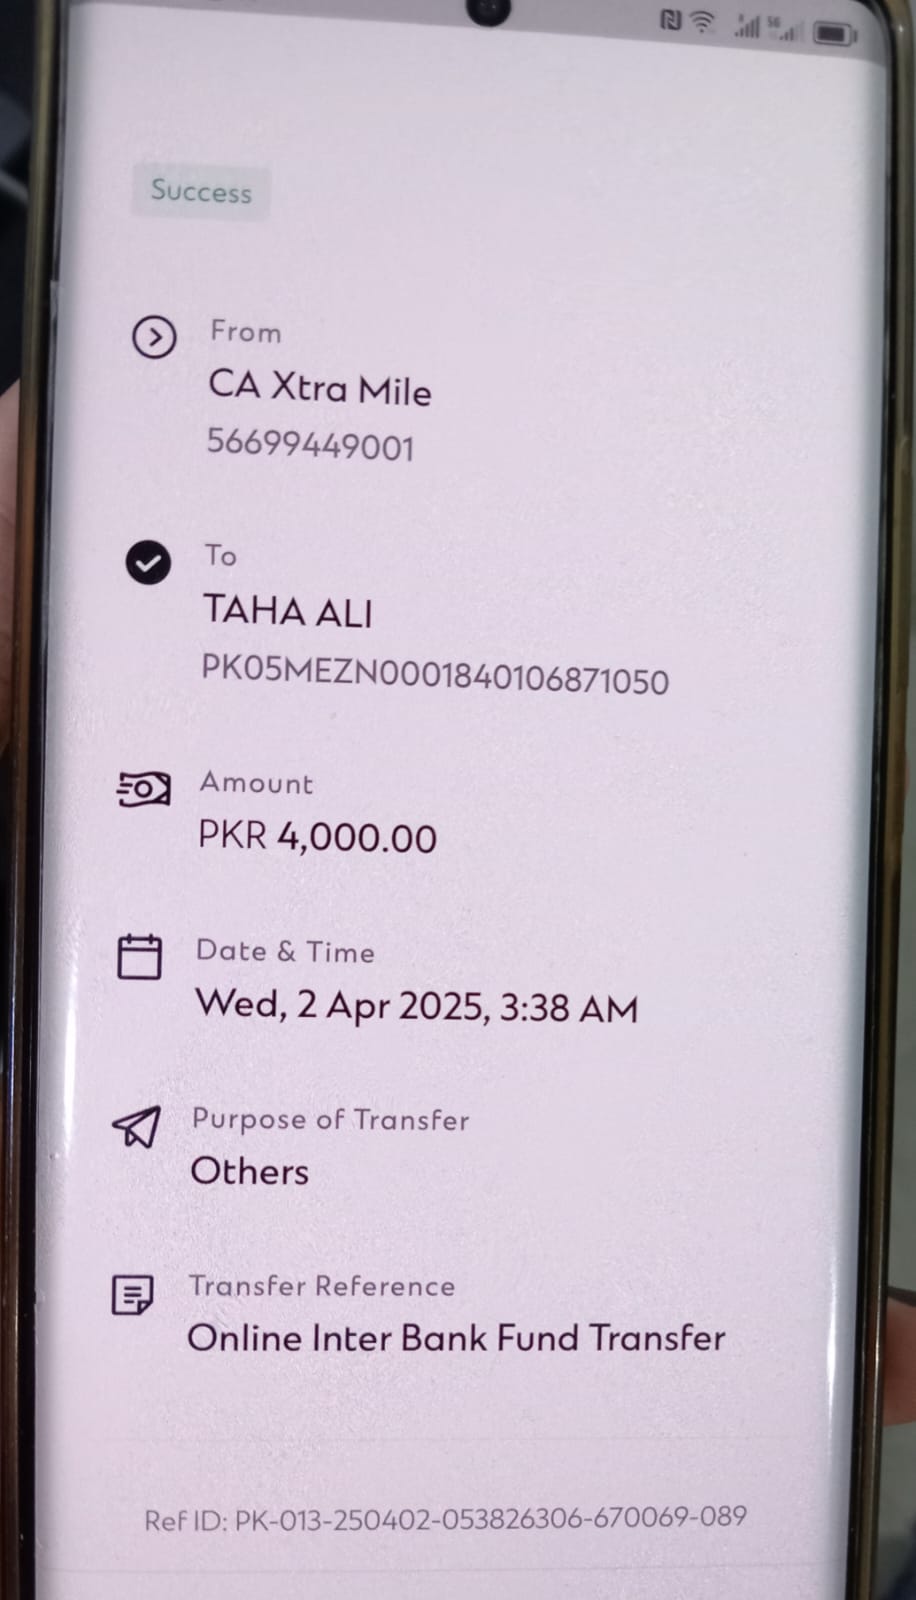 5G
Success
From
CA Xtra Mile
56699449001
To
TAHA ALI
PK05MEZN0001840106871050
Amount
PKR 4,000.00
Date & Time
Wed, 2 Apr 2025, 3:38 AM
Purpose of Transfer
Others
Transfer Reference
Online Inter Bank Fund Transfer
Ref ID: PK-013-250402-053826306-670069-089